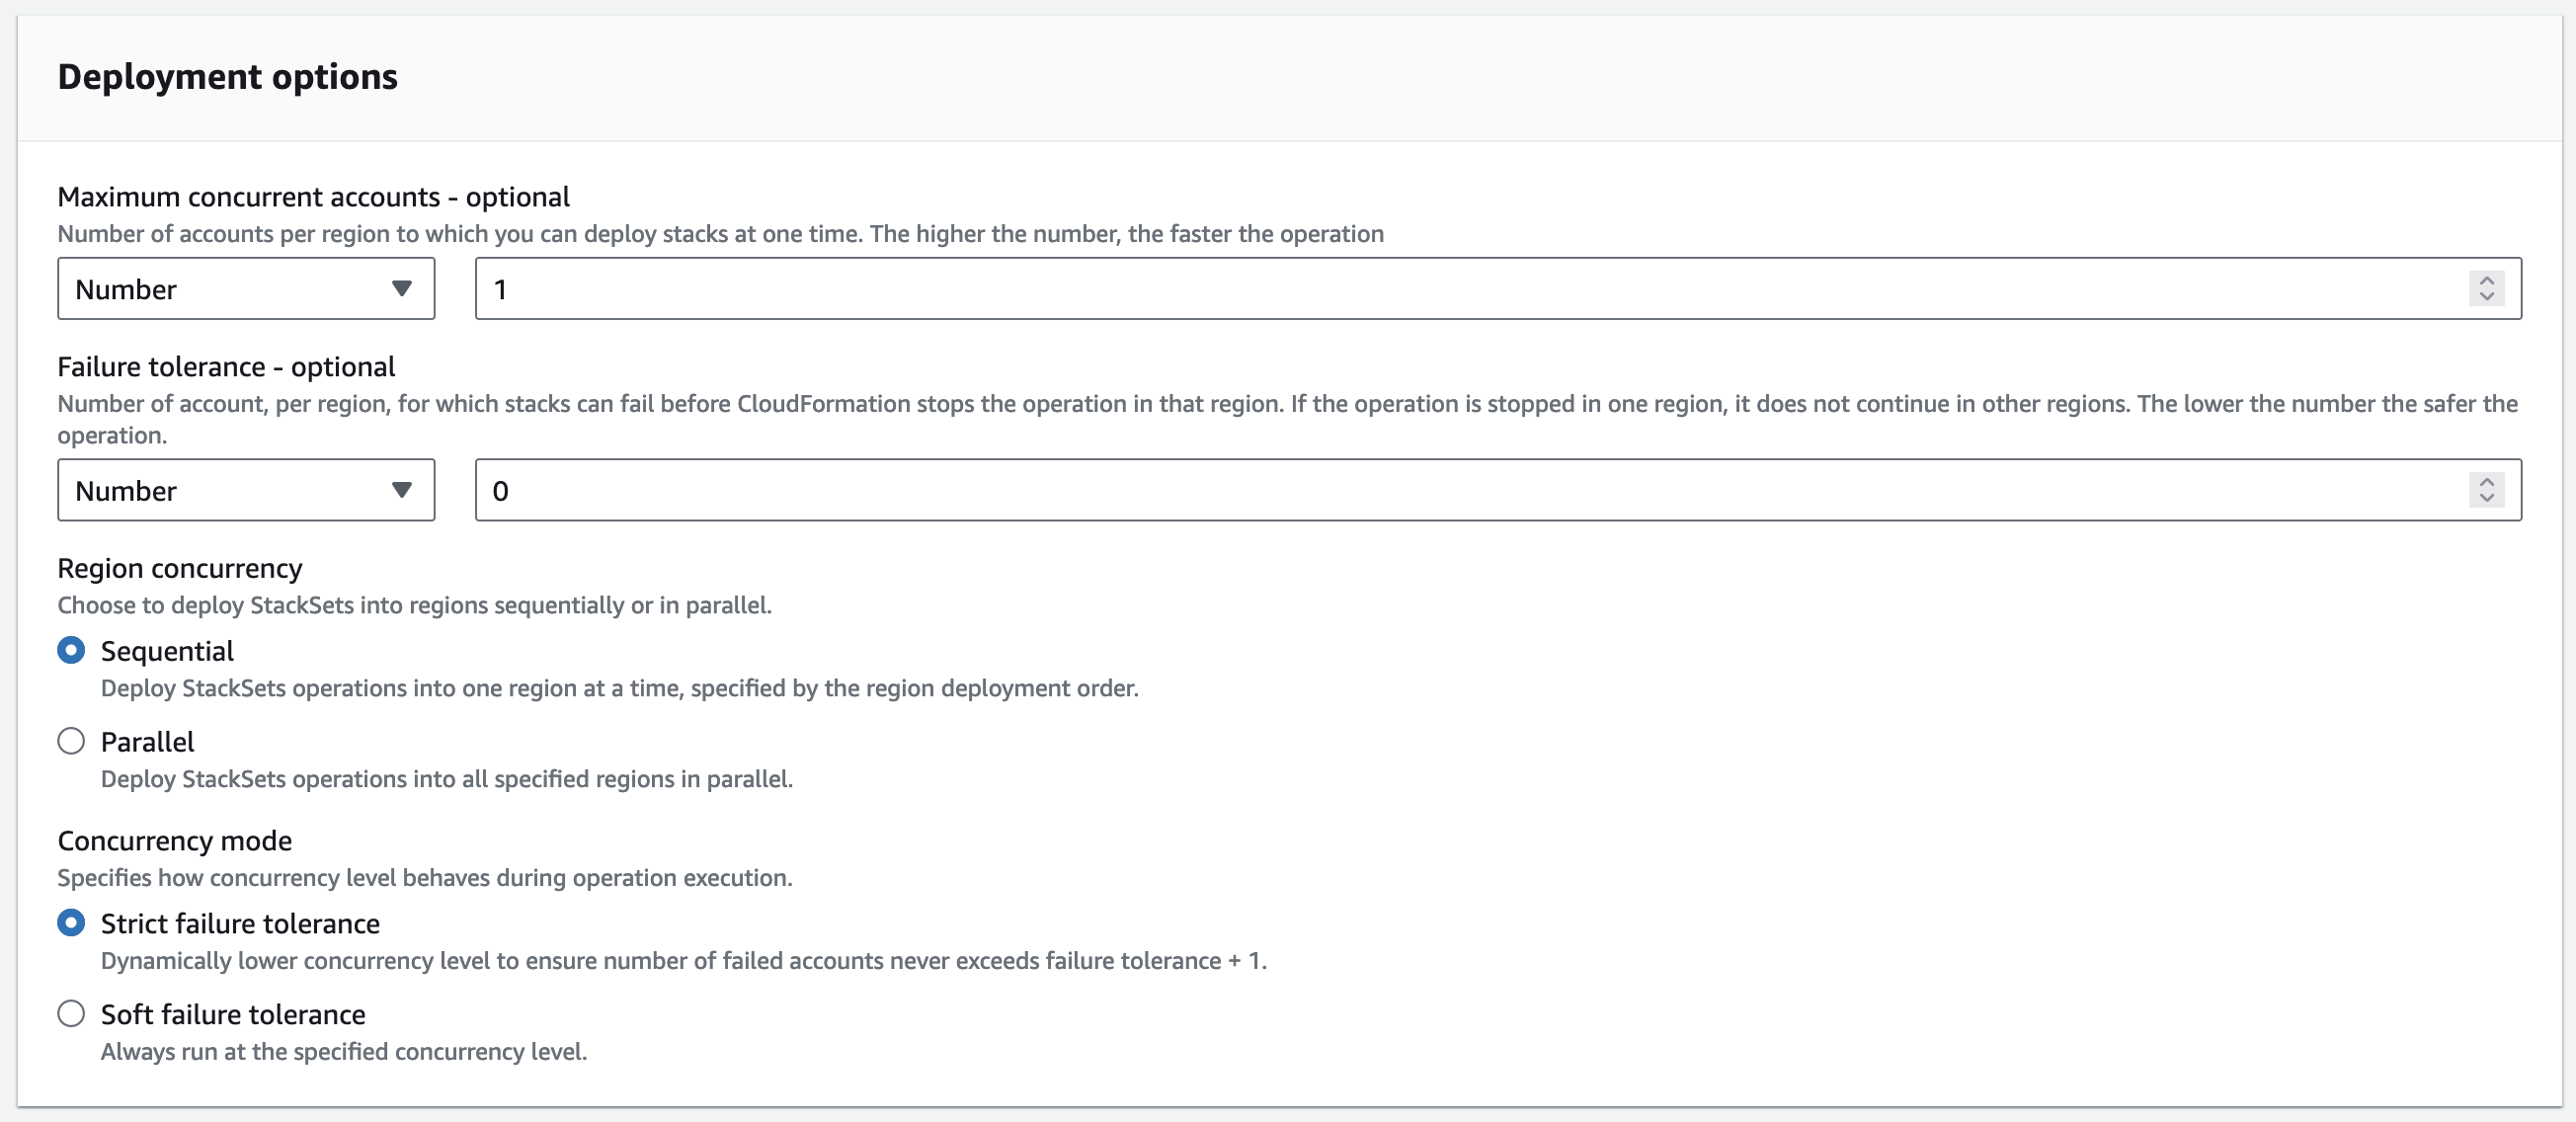 Deployment options
Maximum concurrent accounts - optional
Number of accounts per region to which you can deploy stacks at one time. The higher the number, the faster the operation
Number
1
Failure tolerance - optional
Number of account, per region, for which stacks can fail before CloudFormation stops the operation in that region. If the operation is stopped in one region, it does not continue in other regions. The lower the number the safer the
operation.
Number
0
Region concurrency
Choose to deploy StackSets into regions sequentially or in parallel.
Sequential
Deploy StackSets operations into one region at a time, specified by the region deployment order.
Parallel
Deploy StackSets operations into all specified regions in parallel.
Concurrency mode
Specifies how concurrency level behaves during operation execution.
Strict failure tolerance
Dynamically lower concurrency level to ensure number of failed accounts never exceeds failure tolerance + 1.
Soft failure tolerance
Always run at the specified concurrency level.